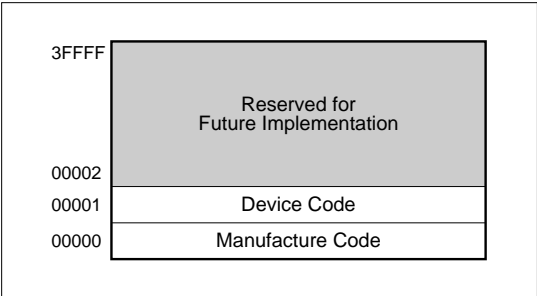 3FFFF
Reserved for
Future Implementation
00002
00001 Device Code
00000 Manufacture Code